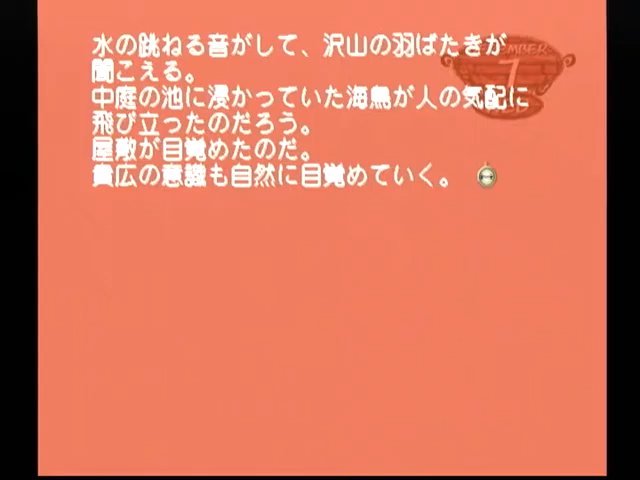 水の跳ねる音がして、沢山の羽ばたきが
聞こえる。
中庭の池に浸かっていた海鳥が人の気配に
飛び立ったのだろう。
屋敷が目覚めたのだ。
貴広の意識も自然に目覚めていく。
7